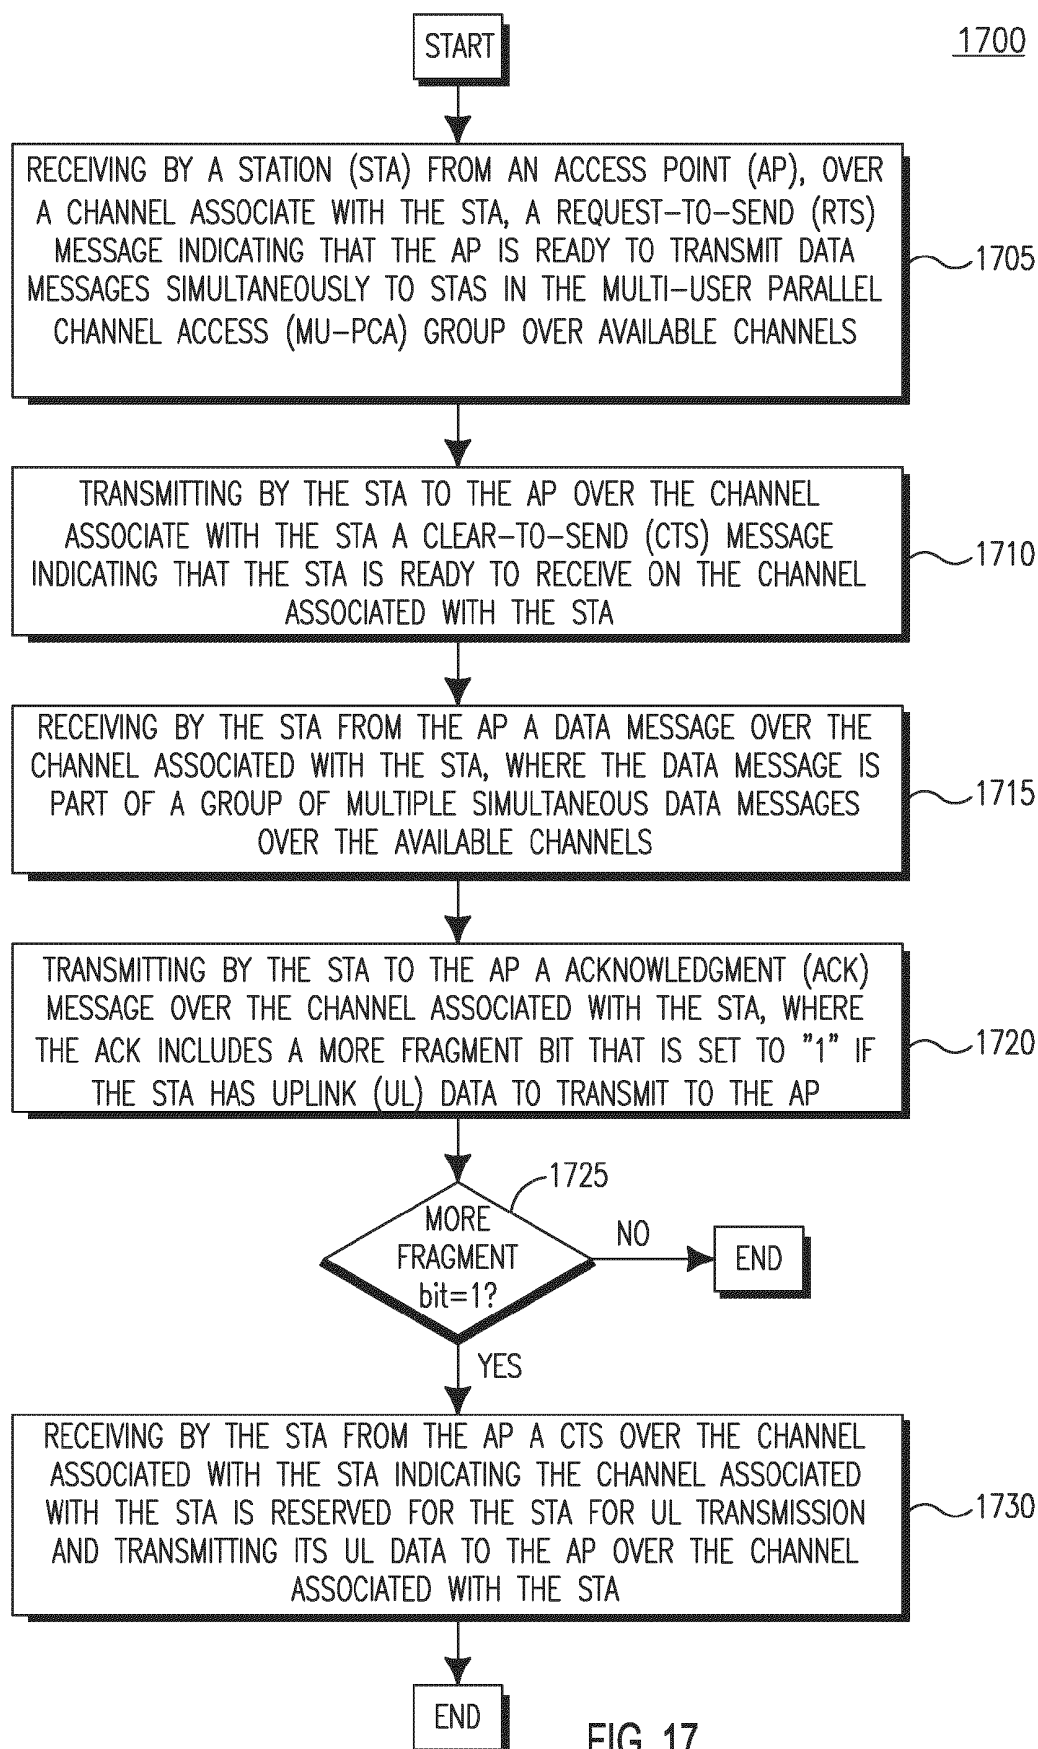 START
1700
RECEIVING BY A STATION (STA) FROM AN ACCESS POINT (AP), OVER
A CHANNEL ASSOCIATE WITH THE STA, A REQUEST-TO-SEND (RTS)
MESSAGE INDICATING THAT THE AP IS READY TO TRANSMIT DATA
MESSAGES SIMULTANEOUSLY TO STAS IN THE MULTI-USER PARALLEL
CHANNEL ACCESS (MU-PCA) GROUP OVER AVAILABLE CHANNELS
1705
TRANSMITTING BY THE STA TO THE AP OVER THE CHANNEL
ASSOCIATE WITH THE STA A CLEAR-TO-SEND (CTS) MESSAGE
INDICATING THAT THE STA IS READY TO RECEIVE ON THE CHANNEL
ASSOCIATED WITH THE STA
1710
RECEIVING BY THE STA FROM THE AP A DATA MESSAGE OVER THE
CHANNEL ASSOCIATED WITH THE STA, WHERE THE DATA MESSAGE IS
PART OF A GROUP OF MULTIPLE SIMULTANEOUS DATA MESSAGES
OVER THE AVAILABLE CHANNELS
1715
TRANSMITTING BY THE STA TO THE AP A ACKNOWLEDGMENT (ACK)
MESSAGE OVER THE CHANNEL ASSOCIATED WITH THE STA, WHERE
THE ACK INCLUDES A MORE FRAGMENT BIT THAT IS SET TO "1" IF
THE STA HAS UPLINK (UL) DATA TO TRANSMIT TO THE AP
1720
1725
MORE
FRAGMENT
bit=1?
NO
END
YES
RECEIVING BY THE STA FROM THE AP A CTS OVER THE CHANNEL
ASSOCIATED WITH THE STA INDICATING THE CHANNEL ASSOCIATED
WITH THE STA IS RESERVED FOR THE STA FOR UL TRANSMISSION
AND TRANSMITTING ITS UL DATA TO THE AP OVER THE CHANNEL
ASSOCIATED WITH THE STA
1730
END
FIG. 17